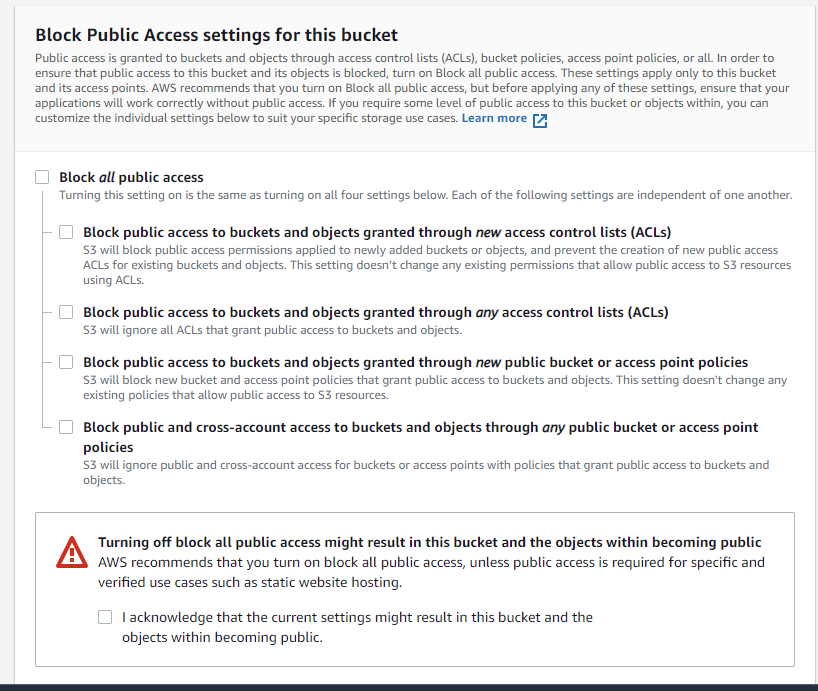 Block Public Access settings for this bucket
Public access is granted to buckets and objects through access control lists (ACLs), bucket policies, access point policies, or all. In order to
ensure that public access to this bucket and its objects is blocked, turn on Block all public access. These settings apply only to this bucket
and its access points. AWS recommends that you turn on Block all public access, but before applying any of these settings, ensure that your
applications will work correctly without public access. If you require some level of public access to this bucket or objects within, you can
customize the individual settings below to suit your specific storage use cases. Learn more
Block all public access
Turning this setting on is the same as turning on all four settings below. Each of the following settings are independent of one another.
Block public access to buckets and objects granted through new access control lists (ACLs)
S3 will block public access permissions applied to newly added buckets or objects, and prevent the creation of new public access
ACLs for existing buckets and objects. This setting doesn't change any existing permissions that allow public access to S3 resources
using ACLs.
Block public access to buckets and objects granted through any access control lists (ACLs)
S3 will ignore all ACLs that grant public access to buckets and objects.
Block public access to buckets and objects granted through new public bucket or access point policies
S3 will block new bucket and access point policies that grant public access to buckets and objects. This setting doesn't change any
existing policies that allow public access to S3 resources.
Block public and cross-account access to buckets and objects through any public bucket or access point
policies
S3 will ignore public and cross-account access for buckets or access points with policies that grant public access to buckets and
objects.
Turning off block all public access might result in this bucket and the objects within becoming public
AWS recommends that you turn on block all public access, unless public access is required for specific and
verified use cases such as static website hosting.
I acknowledge that the current settings might result in this bucket and the
objects within becoming public.